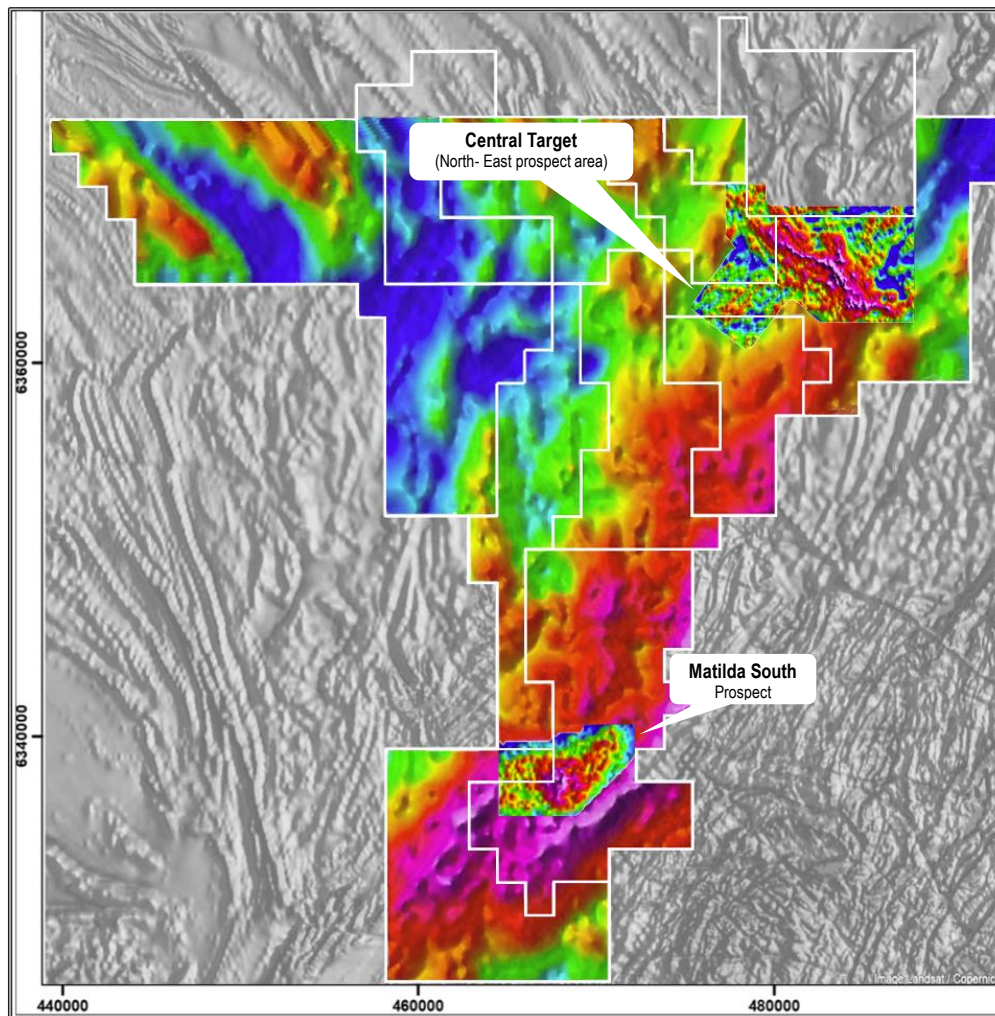 Central Target
(North- East prospect area)
6360000
Matilda South
Prospect
6340000
Image Landsat / Copernic
440000
460000
480000